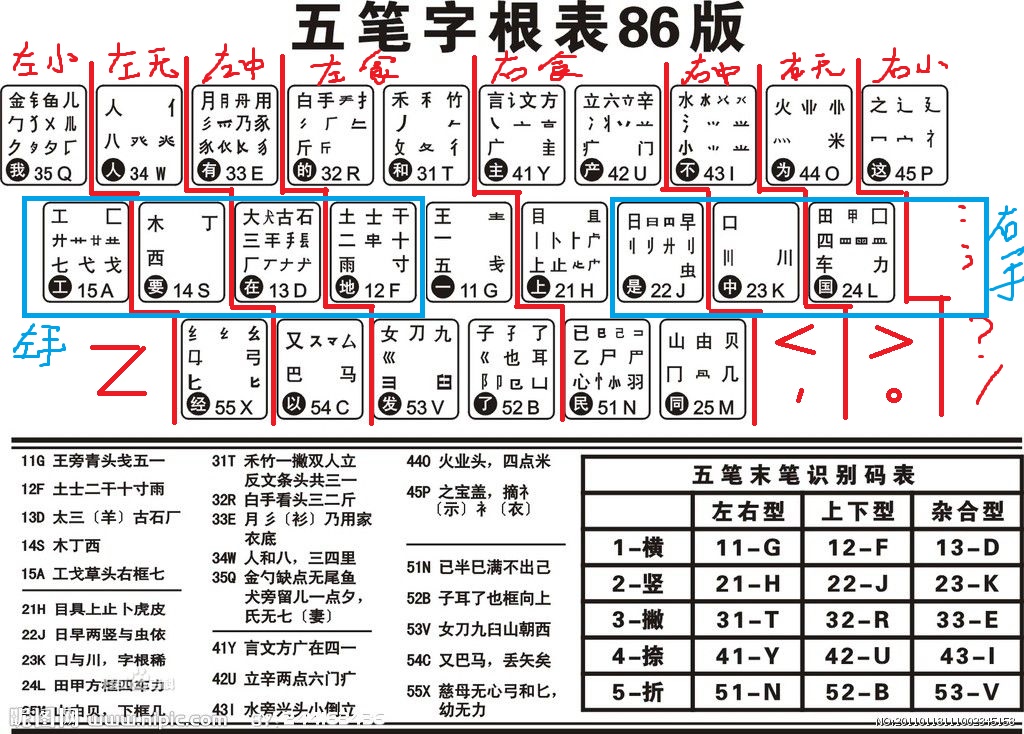 五笔字根表86版
左小 左无 左中 左食 右食 右中 右无 右小
金钅鱼儿
勹犭乂
ク夕 厂
我 35 Q
人 亻
八
人 34 W
月 丹用
彡 乃豕
有 33 E
白手 扌
斤
的 32 R
禾 竹
丿
攵 彳
和 31 T
言讠文方
亠
广 圭
主 41 Y
立六 辛
冫
疒 门
产 42 U
水
氵
小
不 43 I
火
灬 米
为 44 O
之 辶 廴
冖 宀 礻
这 45 P
工 匚
廾 艹 廿
七 弋 戈
工 15 A
木 丁
西
要 14 S
大犬古石
三
厂
在 13 D
土 士 干
二 十
雨 寸
地 12 F
王
一
五
一 11 G
目 且
丨 卜
上止
上 21 H
日曰 早
刂
虫
是 22 J
口
川
中 23 K
田 甲 囗
四 皿
车 力
国 24 L
: ;
右手
左手
Z
纟 幺
弓
匕
经 55 X
又スマム
巴 马
以 54 C
女 刀 九
巛
彐 臼
发 53 V
子 孑 了
巜 也 耳
阝卩 凵
了 52 B
已 己
乙 尸
心忄 羽
民 51 N
山 由 贝
冂 几
同 25 M
< > ?
, 。 /
11G 王旁青头戋五一
12F 土士二干十寸雨
13D 大三〔羊〕古石厂
14S 木丁西
15A 工戈草头右框七
21H 目具上止卜虎皮
22J 日早两竖与虫依
23K 口与川，字根稀
24L 田甲方框
25M 山由贝，下框几
31T 禾竹一撇双人立
反文条头共三一
32R 白手看头三二斤
33E 月彡〔衫〕乃用家
衣底
34W 人和八，三四里
35Q 金勺缺点无尾鱼
犬旁留儿一点夕，
氏无七〔妻〕
41Y 言文方广在四一
42U 立辛两点六门疒
43I 水旁兴头小倒立
44O 火业头，四点米
45P 之宝盖，摘礻
〔示〕衤〔衣〕
51N 已半巳满不出己
52B 子耳了也框向上
53V 女刀九臼山朝西
54C 又巴马，丢矢矣
55X 慈母无心弓和匕，
幼无力
五笔末笔识别码表
左右型 上下型 杂合型
1-横 11-G 12-F 13-D
2-竖 21-H 22-J 23-K
3-撇 31-T 32-R 33-E
4-捺 41-Y 42-U 43-I
5-折 51-N 52-B 53-V
昵图网 www.nipic.com
NO:20110118111002345158